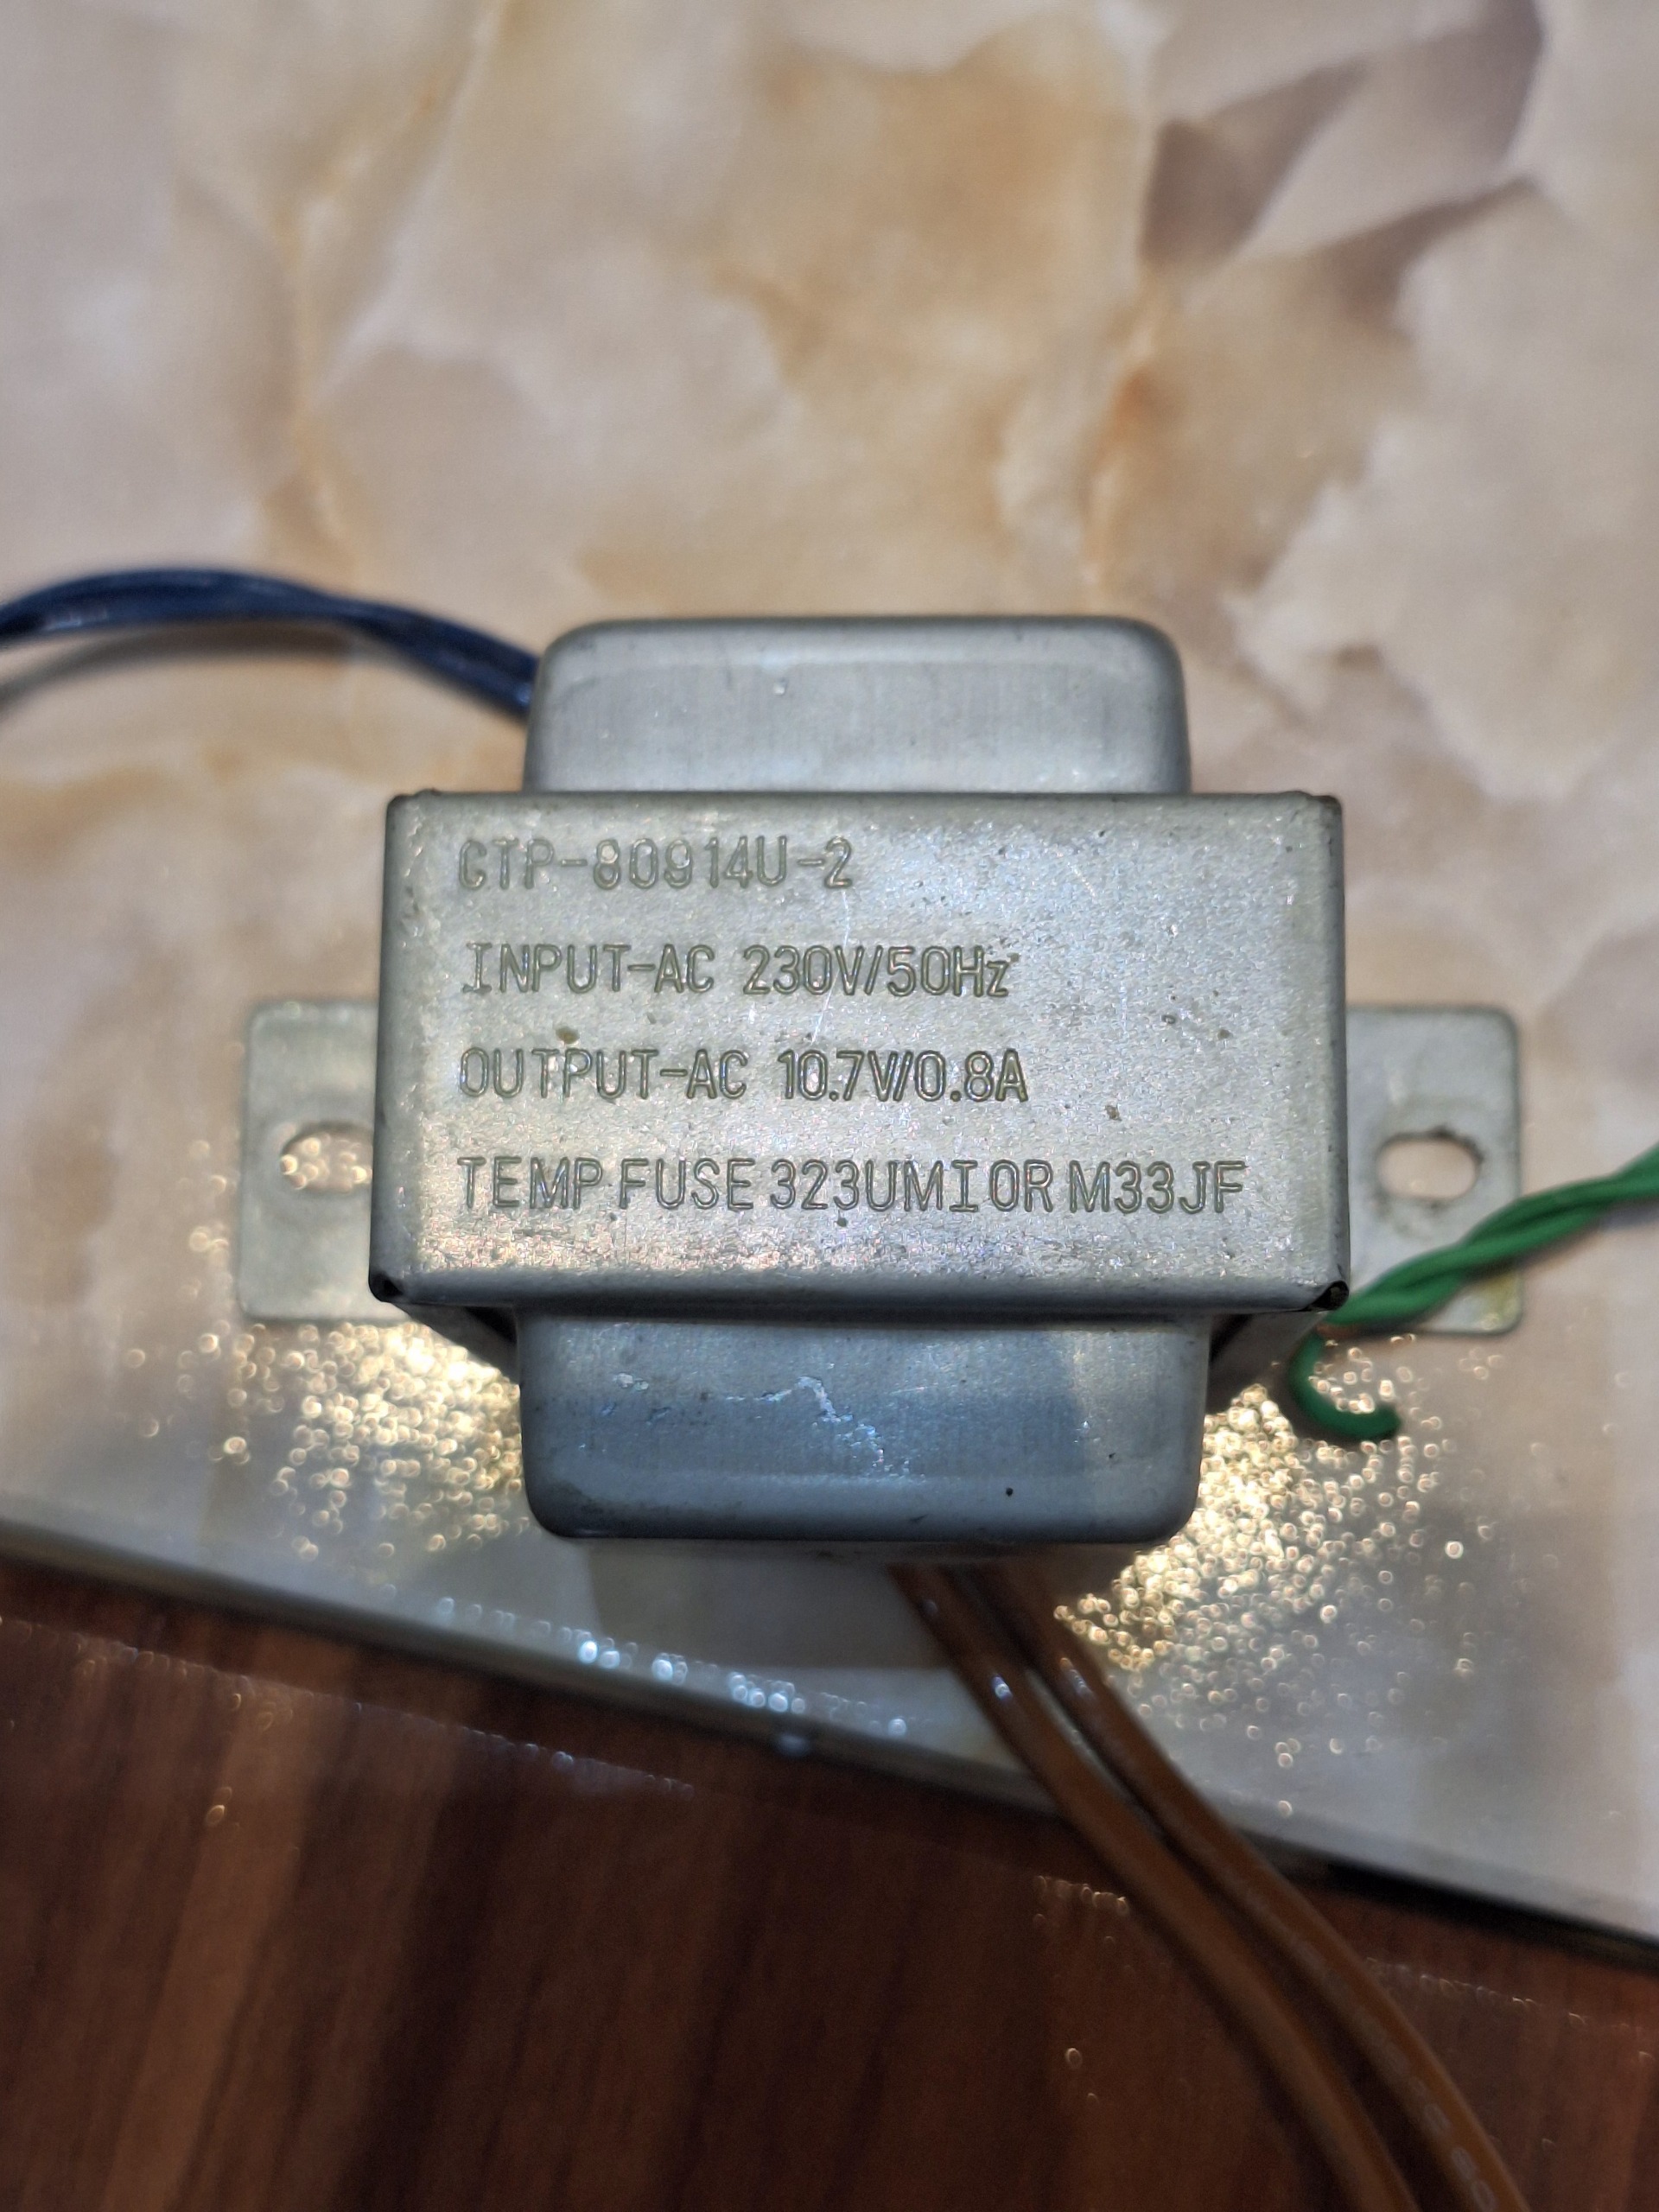 CTP-80914U-2
INPUT-AC 230V/50Hz
OUTPUT-AC 10.7V/0.8A
TEMP FUSE 323UMI OR M33JF